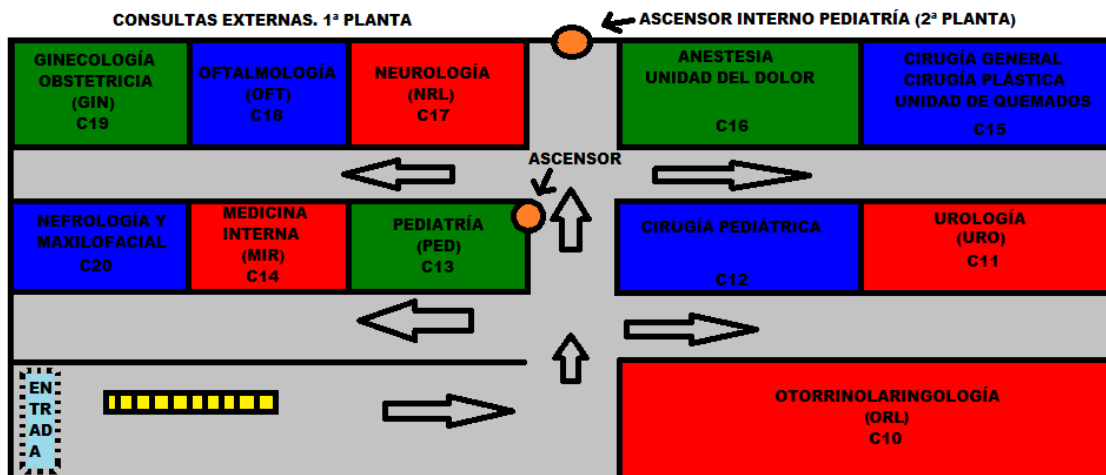 CONSULTAS EXTERNAS. 1ª PLANTA
ASCENSOR INTERNO PEDIATRÍA (2ª PLANTA)
GINECOLOGÍA
OBSTETRICIA
(GIN)
C19
OFTALMOLOGÍA
(OFT)
C18
NEUROLOGÍA
(NRL)
C17
ANESTESIA
UNIDAD DEL DOLOR
C16
CIRUGÍA GENERAL
CIRUGÍA PLÁSTICA
UNIDAD DE QUEMADOS
C15
ASCENSOR
NEFROLOGÍA Y
MAXILOFACIAL
C20
MEDICINA
INTERNA
(MIR)
C14
PEDIATRÍA
(PED)
C13
CIRUGÍA PEDIÁTRICA
C12
UROLOGÍA
(URO)
C11
EN
TR
AD
A
OTORRINOLARINGOLOGÍA
(ORL)
C10